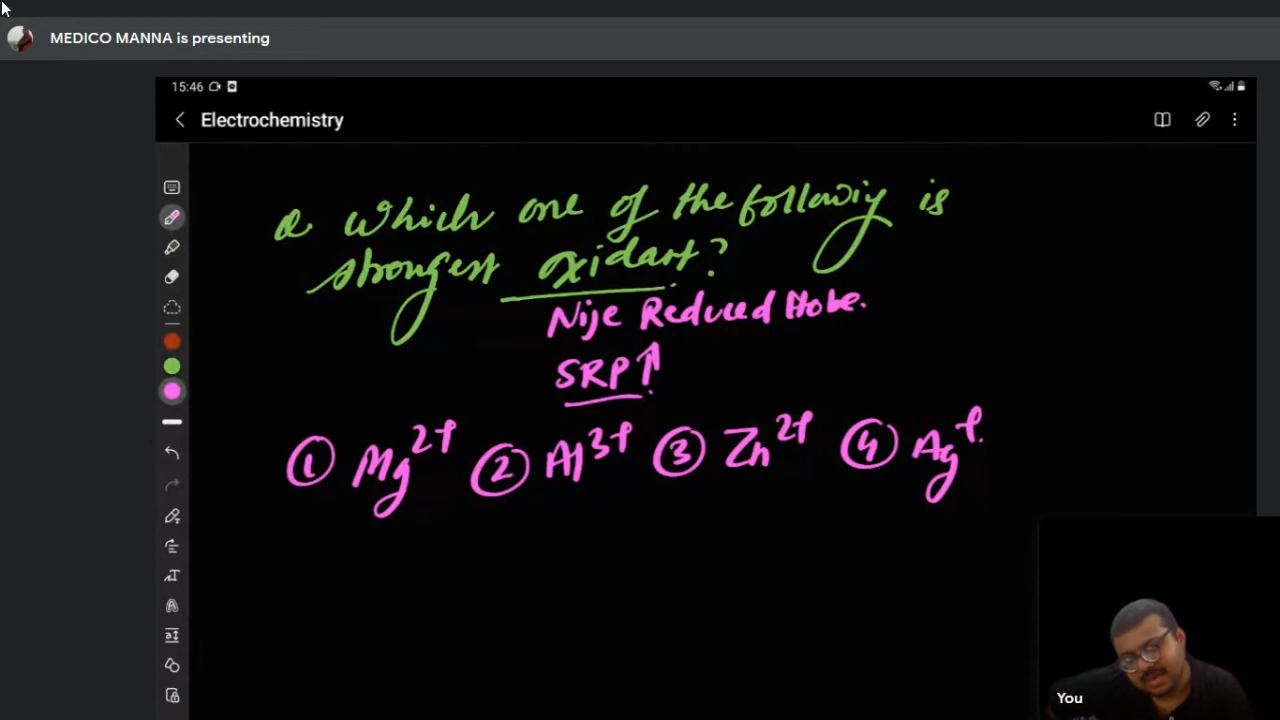 MEDICO MANNA is presenting
15:46
Electrochemistry
Q Which one of the following is
strongest oxidant?
Nije Reduced Hobe.
SRP↑
① Mg²⁺ ② Al³⁺ ③ Zn²⁺ ④ Ag⁺.
You